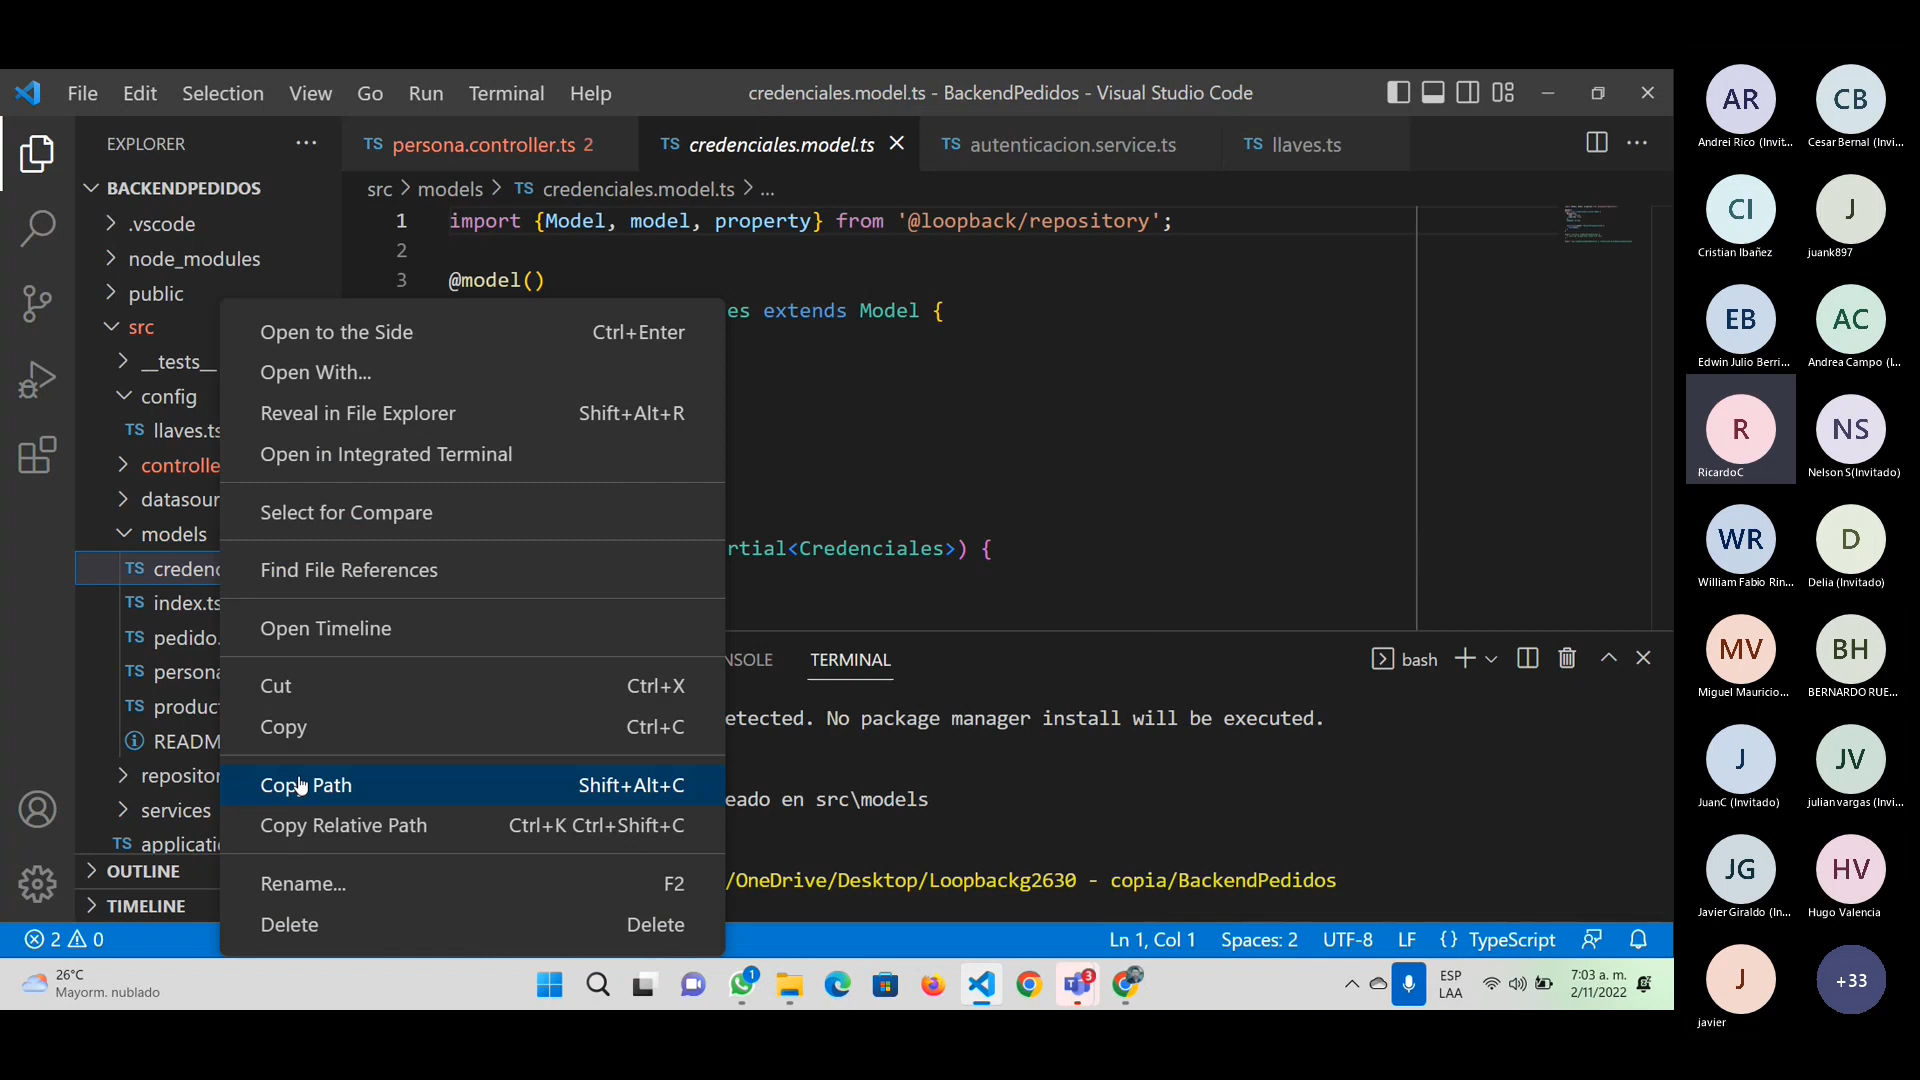 File Edit Selection View Go Run Terminal Help
credenciales.model.ts - BackendPedidos - Visual Studio Code
EXPLORER
TS persona.controller.ts 2
TS credenciales.model.ts
TS autenticacion.service.ts
TS llaves.ts
BACKENDPEDIDOS
.vscode
node_modules
public
src
__tests__
config
TS llaves.ts
controlle
datasour
models
TS credenc
TS index.ts
TS pedido.
TS persona
TS produc
READM
repositor
services
TS applicati
OUTLINE
TIMELINE
src > models > TS credenciales.model.ts > ...
1 import {Model, model, property} from '@loopback/repository';
2
3 @model()
es extends Model {
rtial<Credenciales>) {
Open to the Side Ctrl+Enter
Open With...
Reveal in File Explorer Shift+Alt+R
Open in Integrated Terminal
Select for Compare
Find File References
Open Timeline
Cut Ctrl+X
Copy Ctrl+C
Copy Path Shift+Alt+C
Copy Relative Path Ctrl+K Ctrl+Shift+C
Rename... F2
Delete Delete
NSOLE TERMINAL
bash
etected. No package manager install will be executed.
eado en src\models
/OneDrive/Desktop/Loopbackg2630 - copia/BackendPedidos
2 0
Ln 1, Col 1 Spaces: 2 UTF-8 LF {} TypeScript
26°C
Mayorm. nublado
1
3
ESP
LAA
7:03 a. m.
2/11/2022
AR CB
Andrei Rico (Invit... Cesar Bernal (Invi...
CI J
Cristian Ibañez juank897
EB AC
Edwin Julio Berri... Andrea Campo (I...
R NS
RicardoC Nelson S(Invitado)
WR D
William Fabio Rin... Delia (Invitado)
MV BH
Miguel Mauricio... BERNARDO RUE...
J JV
JuanC (Invitado) julian vargas (Invi...
JG HV
Javier Giraldo (In... Hugo Valencia
J +33
javier